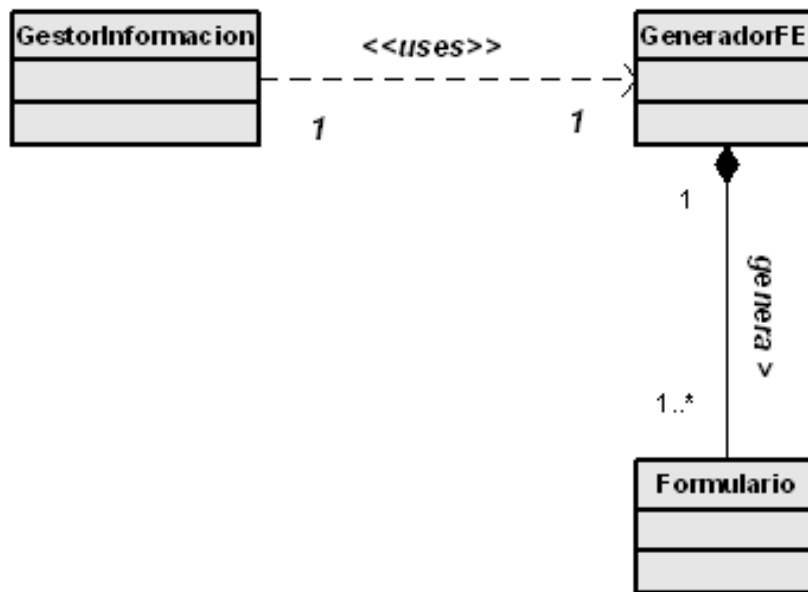 GestorInformacion
<<uses>>
GeneradorFE
1
1
1
genera >
1..*
Formulario